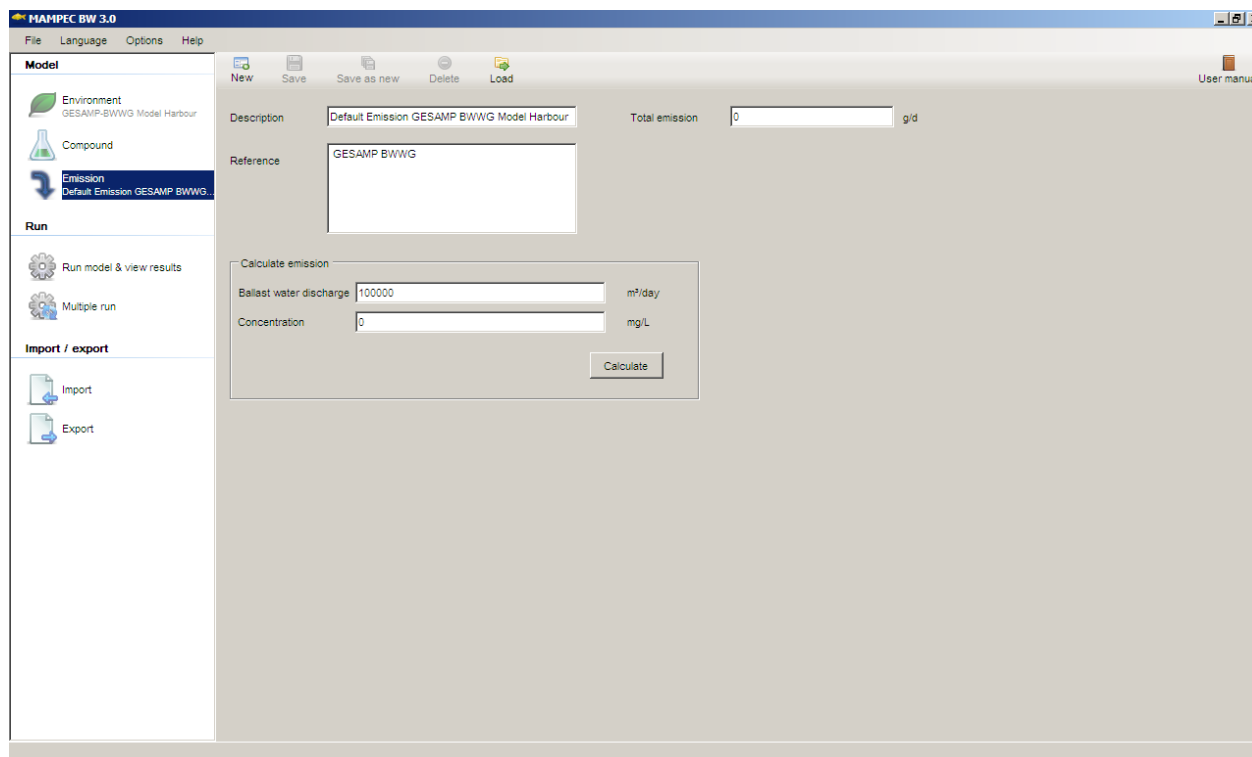 MAMPEC BW 3.0
File Language Options Help
Model
Environment
GESAMP-BWWG Model Harbour
Compound
Emission
Default Emission GESAMP BWWG...
Run
Run model & view results
Multiple run
Import / export
Import
Export
New Save Save as new Delete Load
User manua
Description Default Emission GESAMP BWWG Model Harbour Total emission 0 g/d
Reference GESAMP BWWG
Calculate emission
Ballast water discharge 100000 m³/day
Concentration 0 mg/L
Calculate